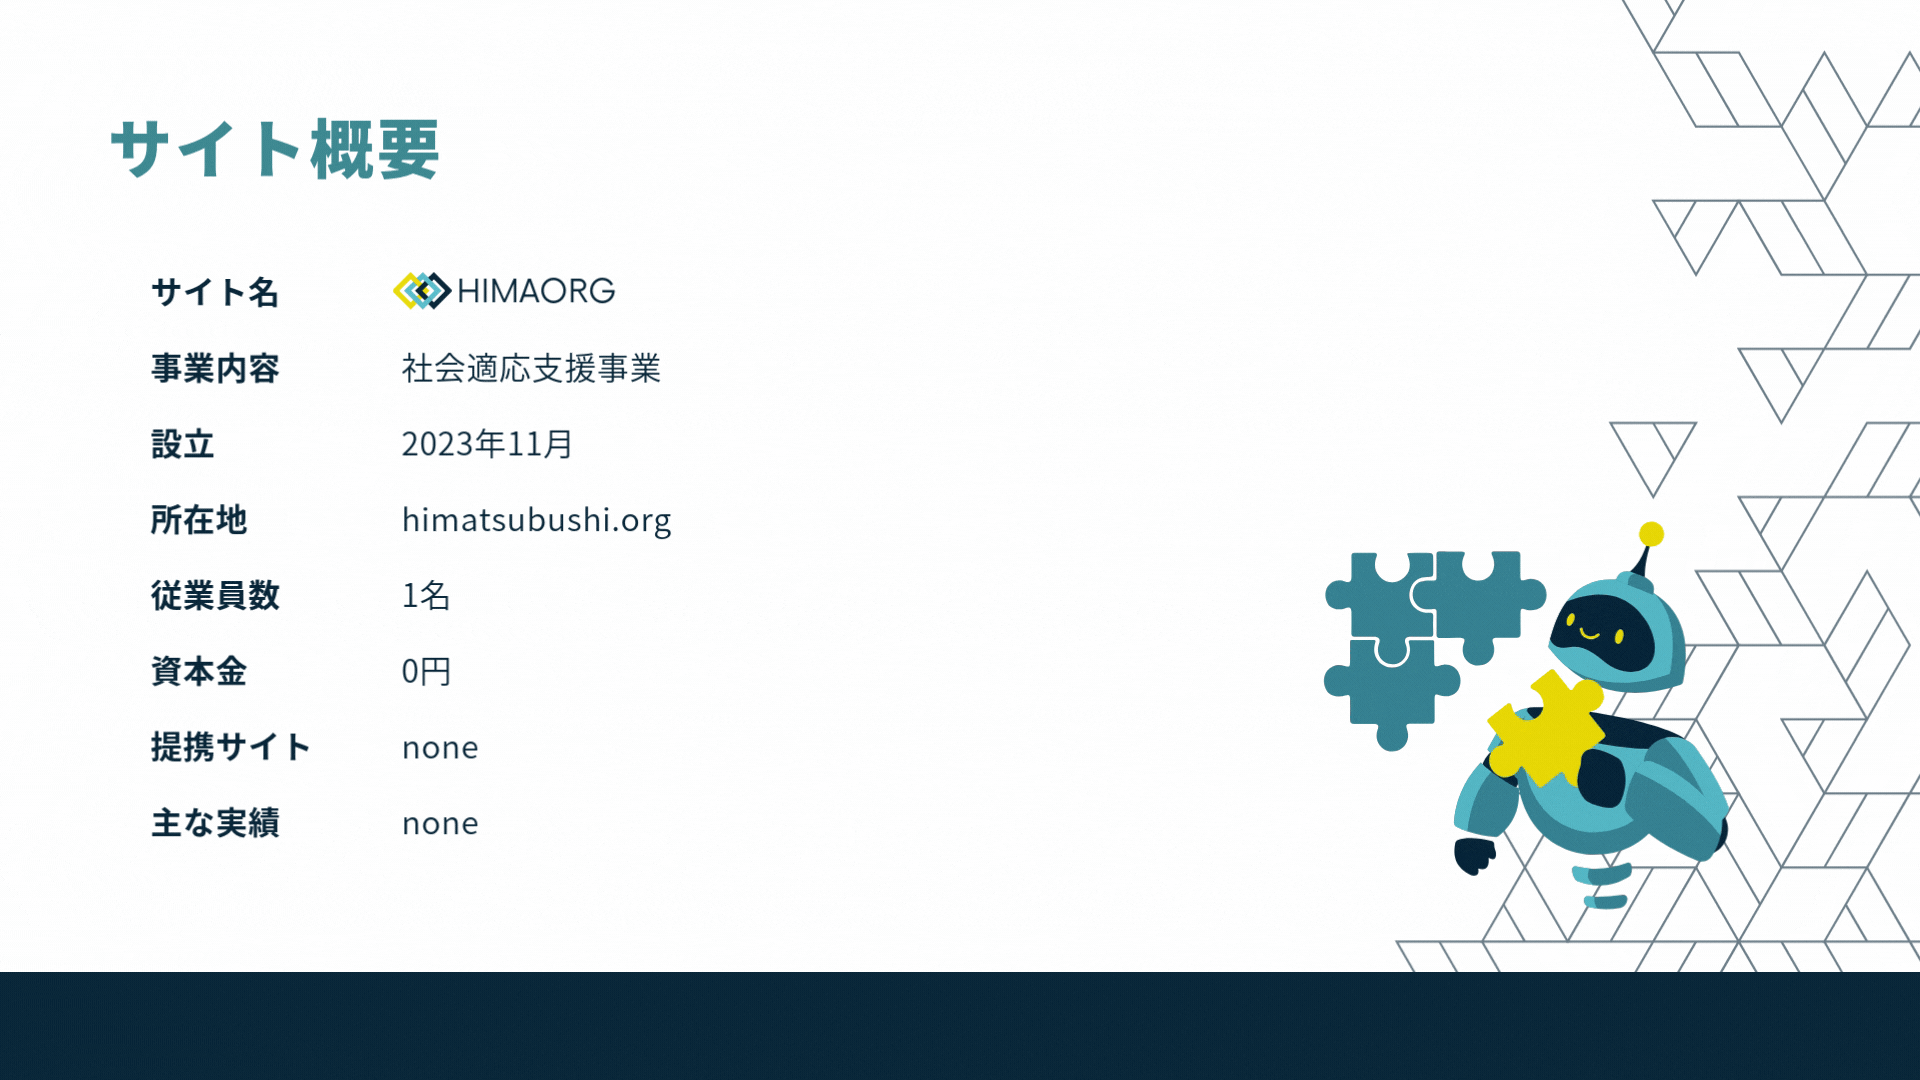 サイト概要
サイト名 HIMAORG
事業内容 社会適応支援事業
設立 2023年11月
所在地 himatsubushi.org
従業員数 1名
資本金 0円
提携サイト none
主な実績 none